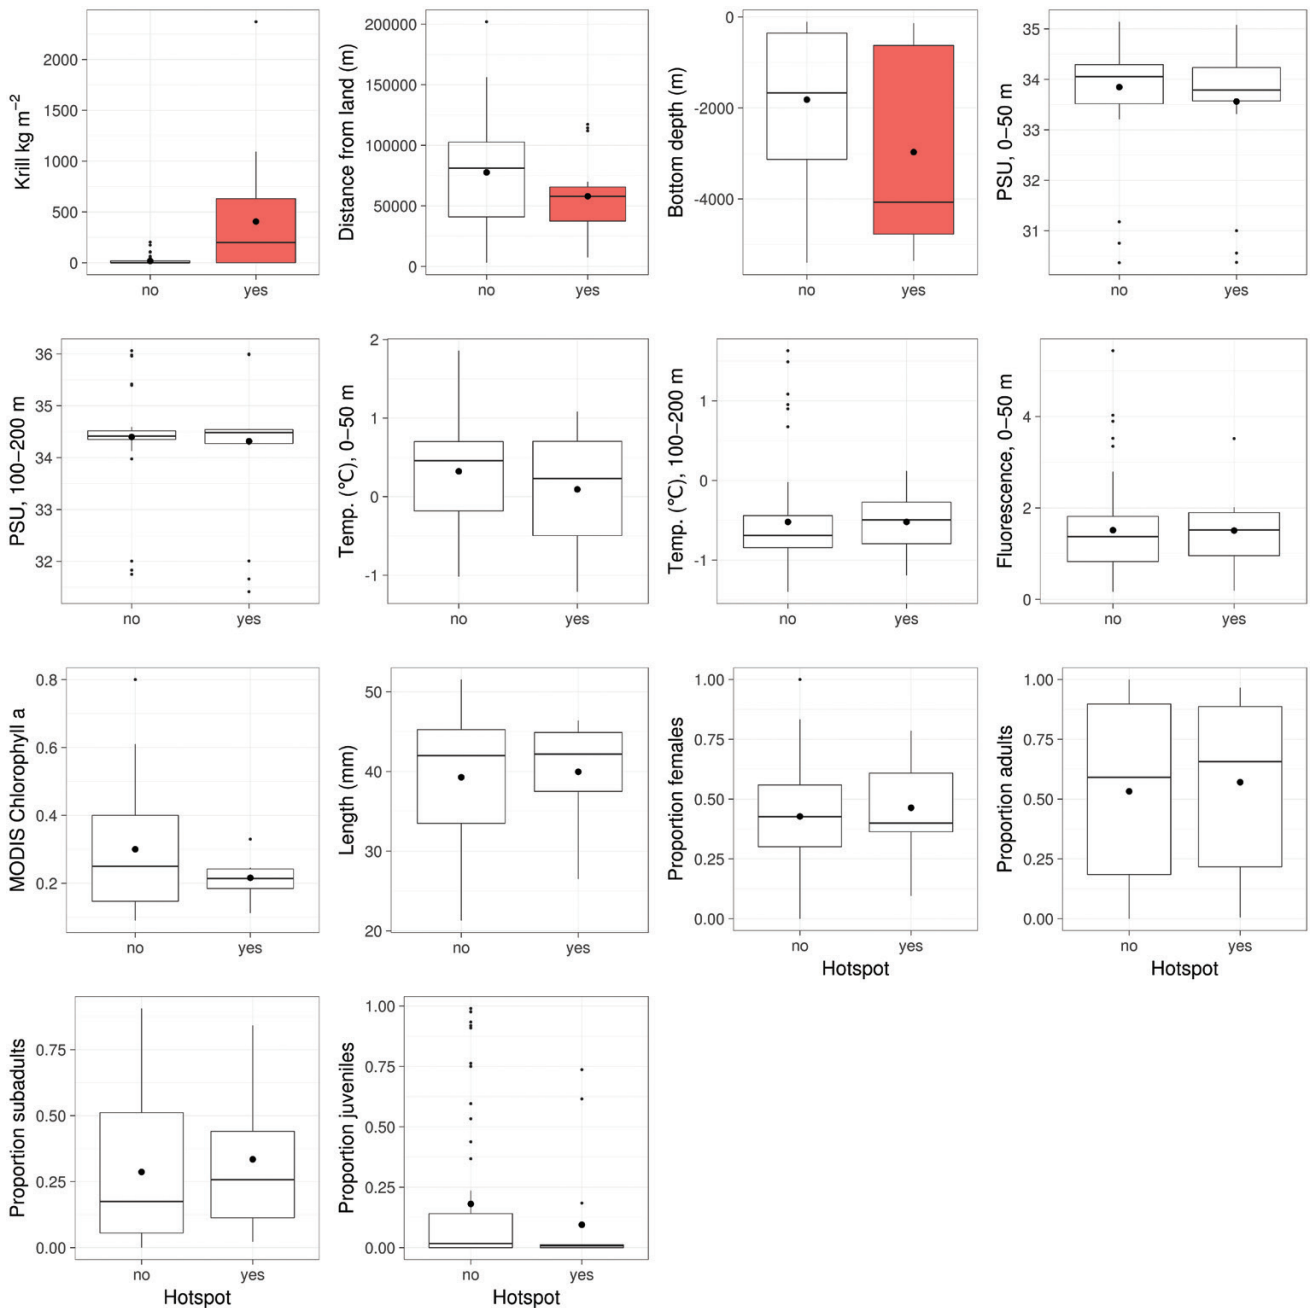 Krill kg m⁻²
2000
1500
1000
500
0
no yes
Distance from land (m)
200000
150000
100000
50000
0
no yes
Bottom depth (m)
0
-2000
-4000
no yes
PSU, 0−50 m
35
34
33
32
31
no yes
PSU, 100−200 m
36
35
34
33
32
no yes
Temp. (°C), 0−50 m
2
1
0
-1
no yes
Temp. (°C), 100−200 m
1
0
-1
no yes
Fluorescence, 0−50 m
4
2
0
no yes
MODIS Chlorophyll a
0.8
0.6
0.4
0.2
no yes
Length (mm)
50
40
30
20
no yes
Proportion females
1.00
0.75
0.50
0.25
0.00
no yes
Hotspot
Proportion adults
1.00
0.75
0.50
0.25
0.00
no yes
Hotspot
Proportion subadults
0.75
0.50
0.25
0.00
no yes
Hotspot
Proportion juveniles
1.00
0.75
0.50
0.25
0.00
no yes
Hotspot